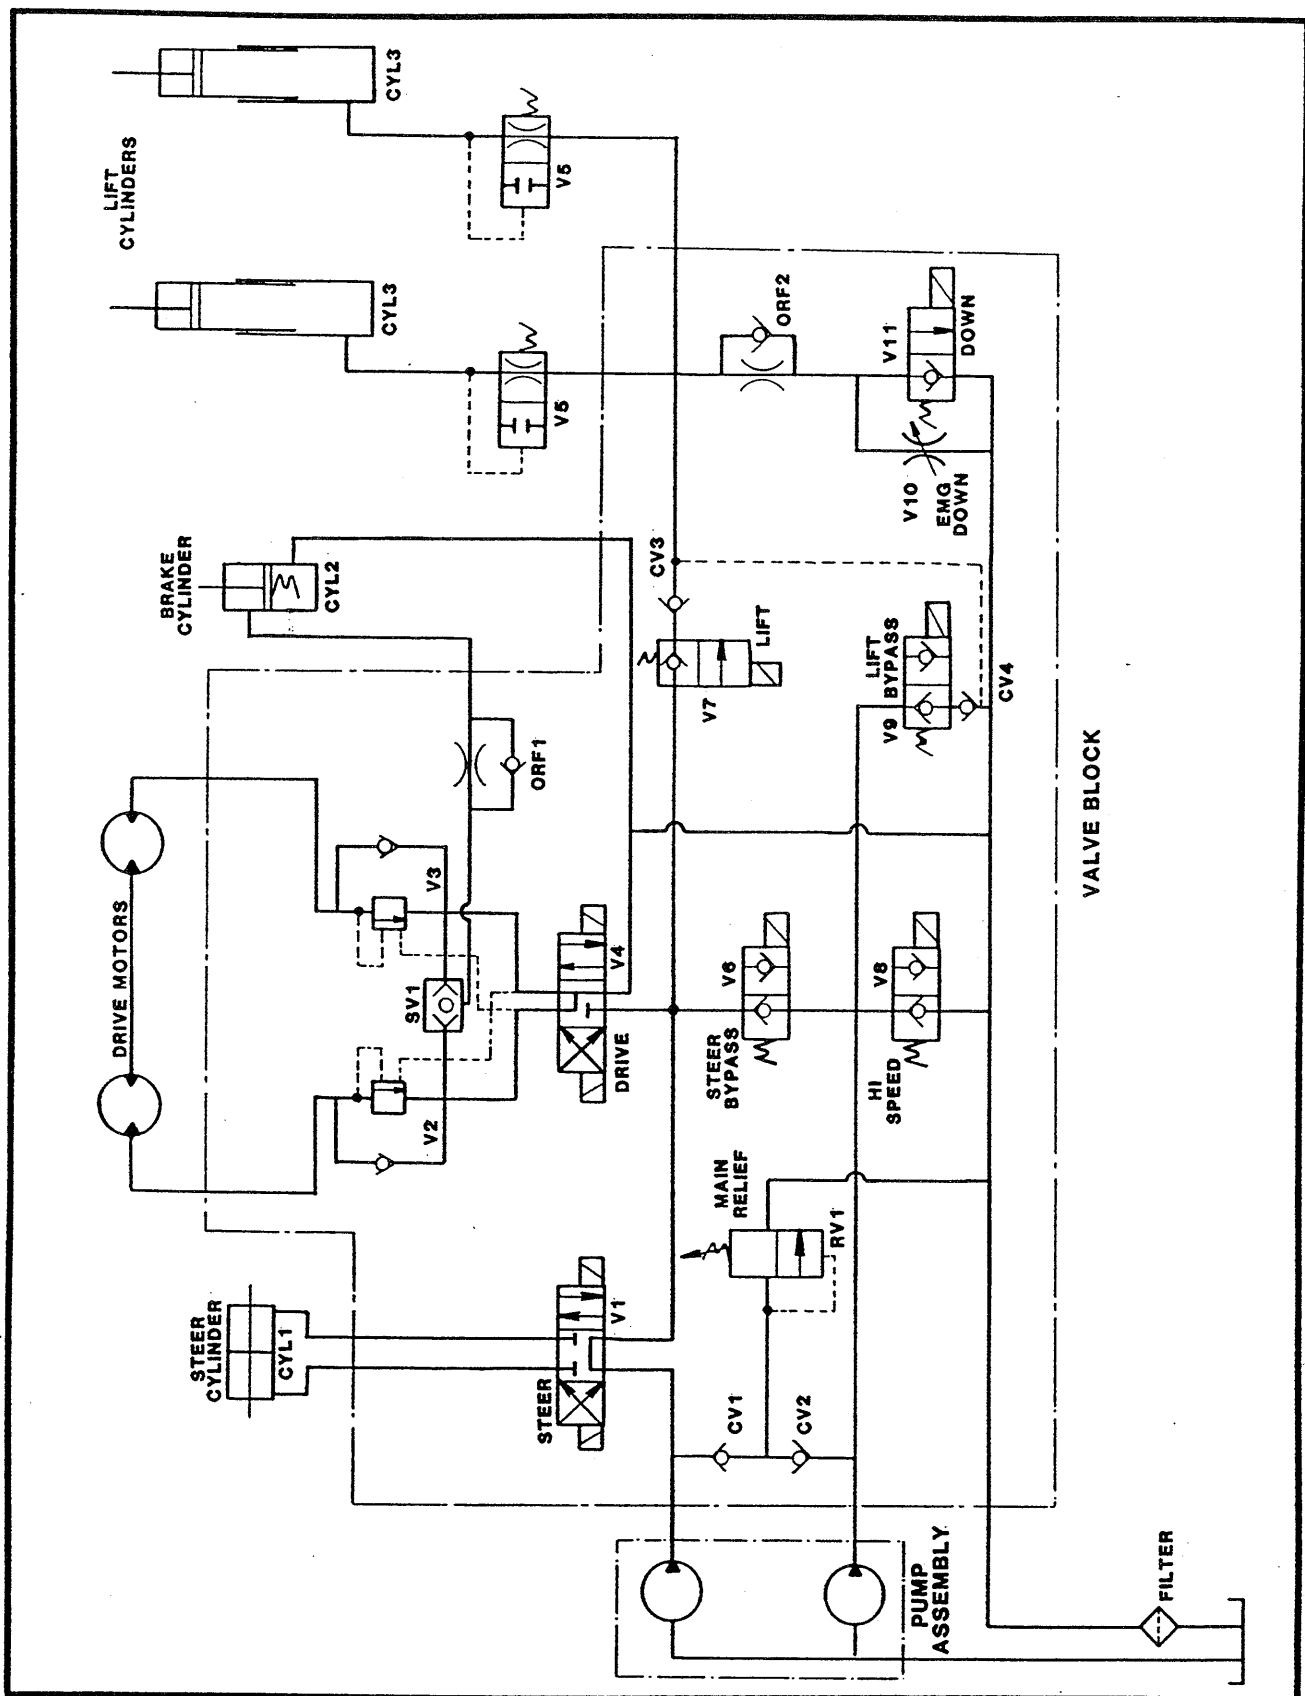 LIFT
CYLINDERS
CYL3
CYL3
V5
V5
BRAKE
CYLINDER
CYL2
ORF2
V11
DOWN
V10
EMG
DOWN
CV3
LIFT
V7
LIFT
BYPASS
V9
CV4
ORF1
DRIVE MOTORS
V3
SV1
V2
V4
DRIVE
V6
STEER
BYPASS
V8
HI
SPEED
VALVE BLOCK
MAIN
RELIEF
RV1
STEER
CYLINDER
CYL1
V1
STEER
CV1
CV2
PUMP
ASSEMBLY
FILTER